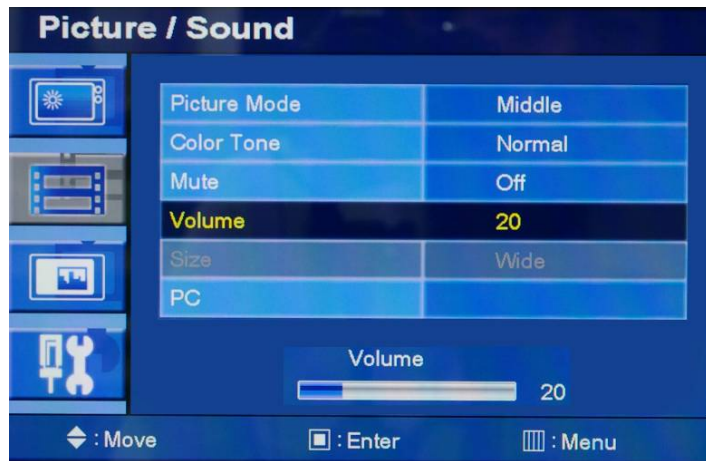 Picture / Sound
Picture Mode Middle
Color Tone Normal
Mute Off
Volume 20
Size Wide
PC
Volume
20
: Move : Enter : Menu